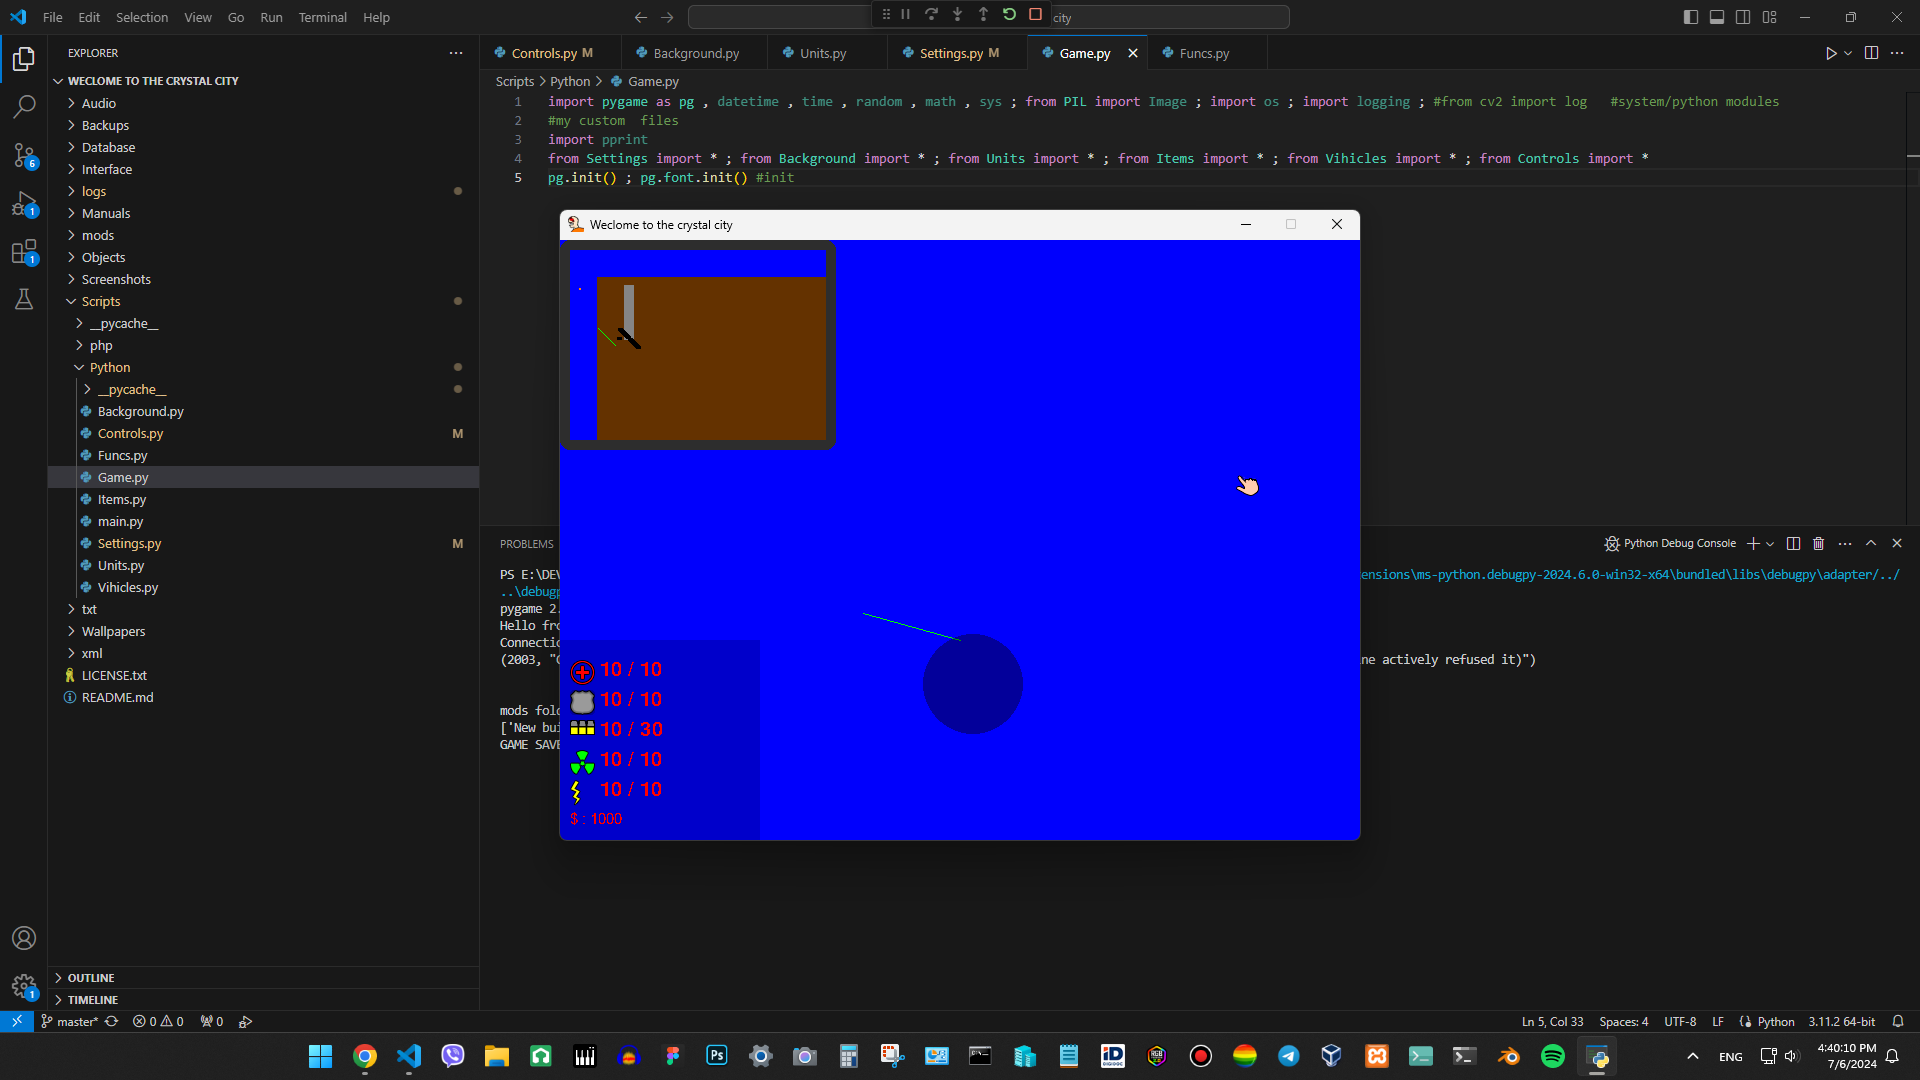 File Edit Selection View Go Run Terminal Help
city
EXPLORER
WECLOME TO THE CRYSTAL CITY
Audio
Backups
Database
Interface
logs
Manuals
mods
Objects
Screenshots
Scripts
__pycache__
php
Python
__pycache__
Background.py
Controls.py M
Funcs.py
Game.py
Items.py
main.py
Settings.py M
Units.py
Vihicles.py
txt
Wallpapers
xml
LICENSE.txt
README.md
OUTLINE
TIMELINE
6
1
1
1
Controls.py M Background.py Units.py Settings.py M Game.py Funcs.py
Scripts > Python > Game.py
1 import pygame as pg , datetime , time , random , math , sys ; from PIL import Image ; import os ; import logging ; #from cv2 import log #system/python modules
2 #my custom files
3 import pprint
4 from Settings import * ; from Background import * ; from Units import * ; from Items import * ; from Vihicles import * ; from Controls import *
5 pg.init() ; pg.font.init() #init
Weclome to the crystal city
10 / 10
10 / 10
10 / 30
10 / 10
10 / 10
$ : 1000
PROBLEMS
Python Debug Console
PS E:\DE
ensions\ms-python.debugpy-2024.6.0-win32-x64\bundled\libs\debugpy\adapter/../
..\debug
pygame 2.
Hello fr
Connecti
(2003, "
ne actively refused it)")
mods fol
['New bu
GAME SAV
master* 0 0 0
Ln 5, Col 33 Spaces: 4 UTF-8 LF Python 3.11.2 64-bit
Ps
iD
ENG
4:40:10 PM
7/6/2024